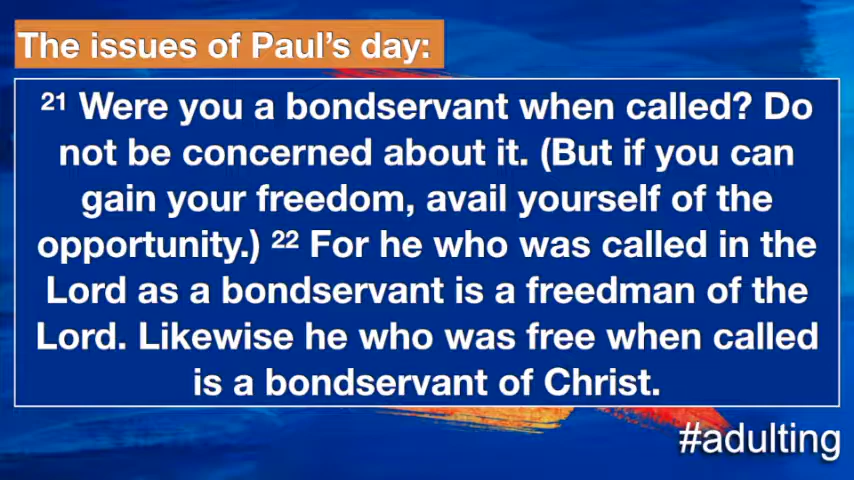 The issues of Paul's day:
²¹ Were you a bondservant when called? Do
not be concerned about it. (But if you can
gain your freedom, avail yourself of the
opportunity.) ²² For he who was called in the
Lord as a bondservant is a freedman of the
Lord. Likewise he who was free when called
is a bondservant of Christ.
#adulting